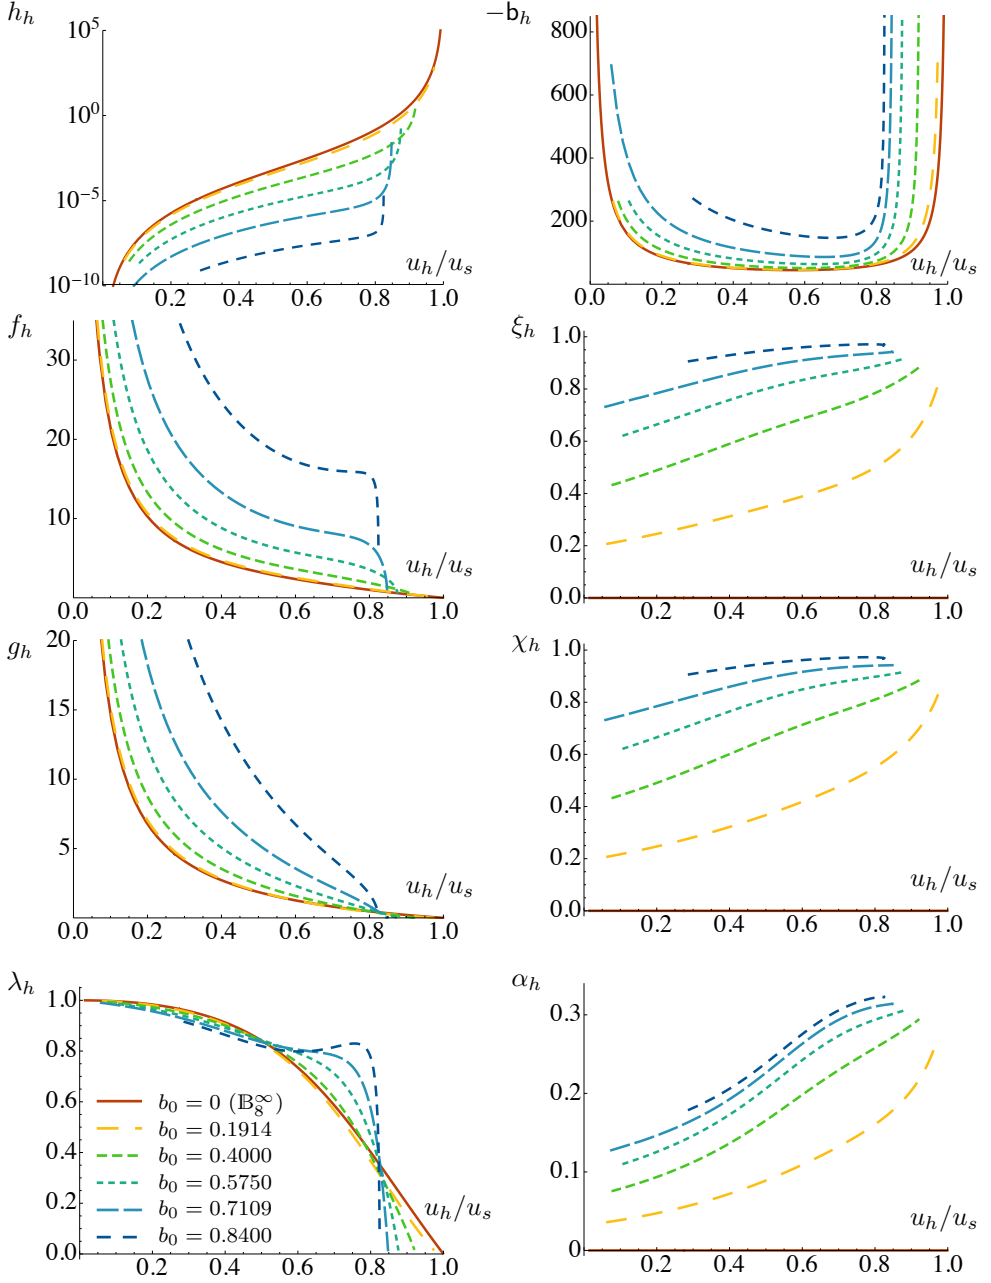 h_h
10^5
10^0
10^{-5}
10^{-10}
0.2 0.4 0.6 0.8 1.0
u_h/u_s
−b_h
800
600
400
200
0.0 0.2 0.4 0.6 0.8 1.0
u_h/u_s
f_h
30
20
10
0.0 0.2 0.4 0.6 0.8 1.0
u_h/u_s
ξ_h
1.0
0.8
0.6
0.4
0.2
0.0
0.2 0.4 0.6 0.8 1.0
u_h/u_s
g_h
20
15
10
5
0.0 0.2 0.4 0.6 0.8 1.0
u_h/u_s
χ_h
1.0
0.8
0.6
0.4
0.2
0.0
0.2 0.4 0.6 0.8 1.0
u_h/u_s
λ_h
1.0
0.8
0.6
0.4
0.2
0.0
b_0 = 0 (𝔹_8^∞)
b_0 = 0.1914
b_0 = 0.4000
b_0 = 0.5750
b_0 = 0.7109
b_0 = 0.8400
0.2 0.4 0.6 0.8 1.0
u_h/u_s
α_h
0.3
0.2
0.1
0
0.2 0.4 0.6 0.8 1.0
u_h/u_s